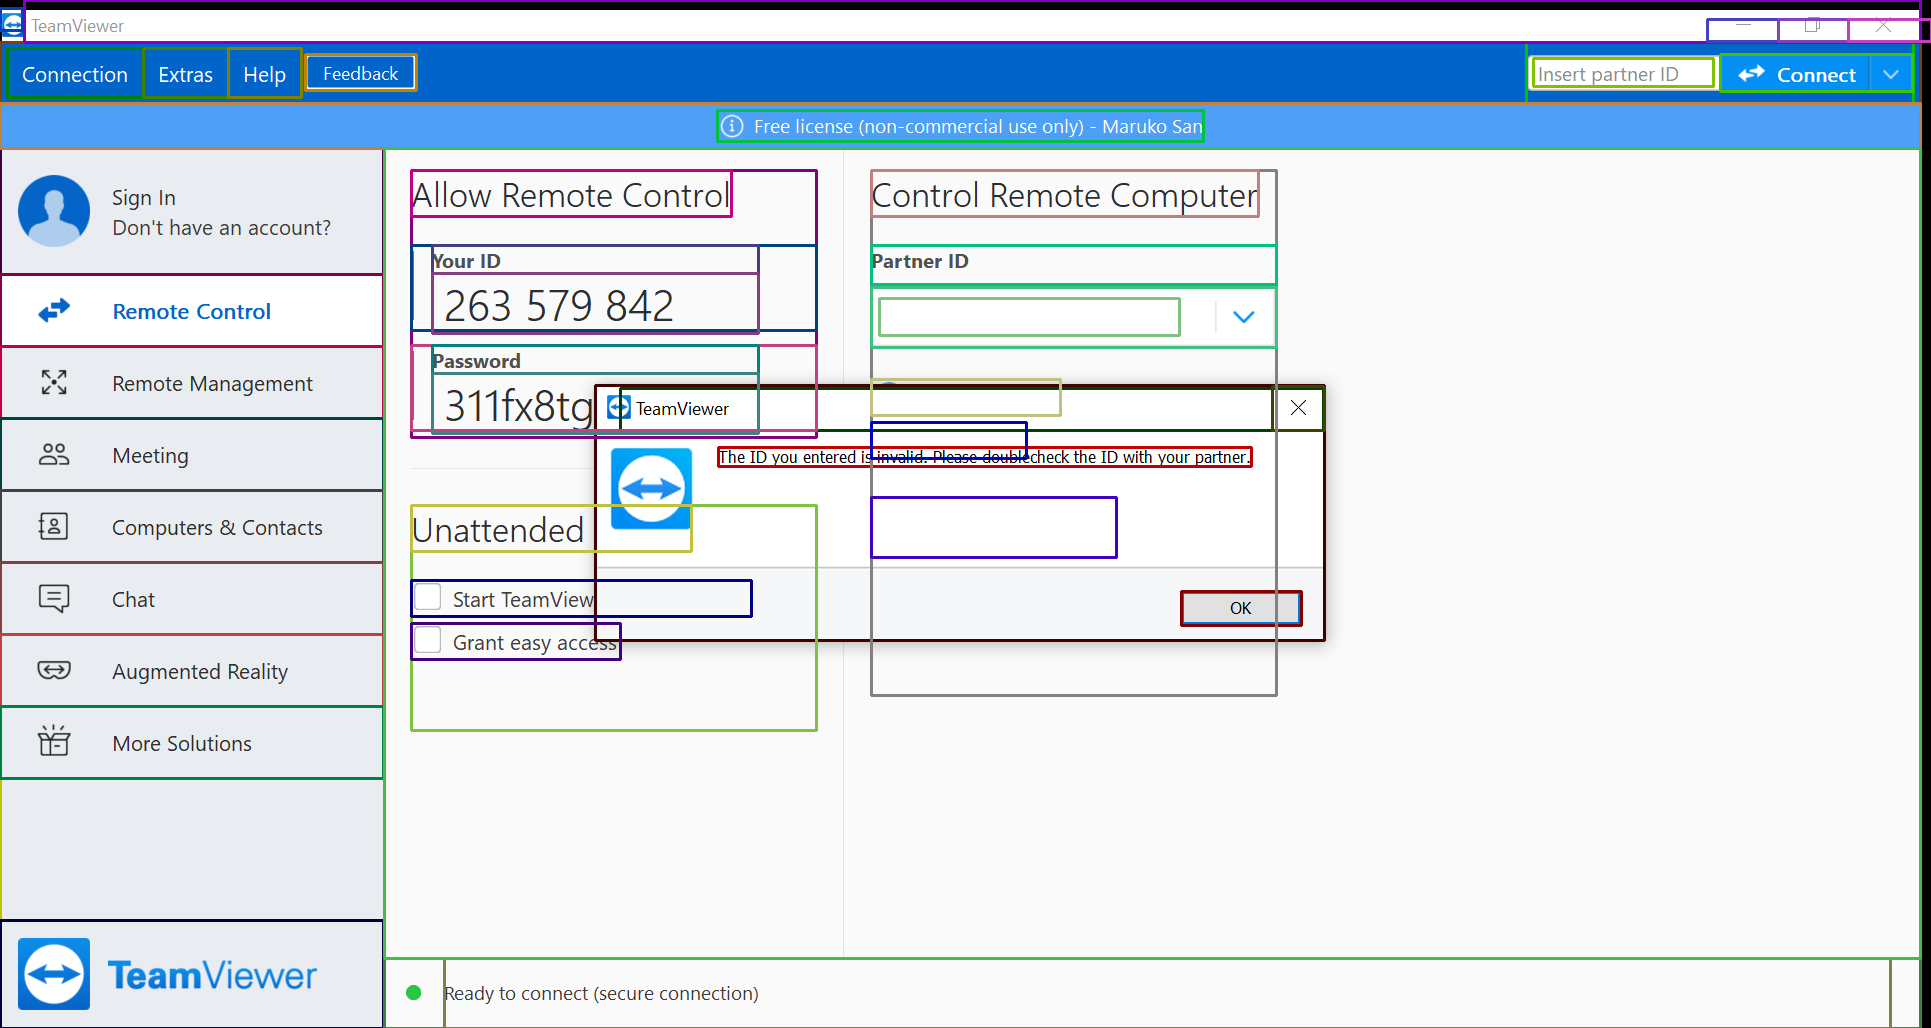 TeamViewer
Connection Extras Help Feedback
Insert partner ID Connect
Free license (non-commercial use only) - Maruko San
Sign In
Don't have an account?
Remote Control
Remote Management
Meeting
Computers & Contacts
Chat
Augmented Reality
More Solutions
TeamViewer
Allow Remote Control
Your ID
263 579 842
Password
311fx8tg
Unattended
Start TeamView
Grant easy access
Control Remote Computer
Partner ID
TeamViewer
The ID you entered is invalid. Please doublecheck the ID with your partner.
OK
Ready to connect (secure connection)